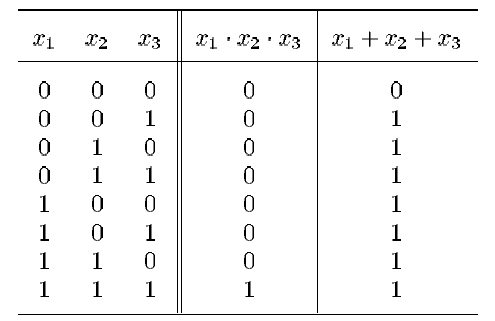 x₁ x₂ x₃ x₁ · x₂ · x₃ x₁ + x₂ + x₃
0 0 0 0 0
0 0 1 0 1
0 1 0 0 1
0 1 1 0 1
1 0 0 0 1
1 0 1 0 1
1 1 0 0 1
1 1 1 1 1